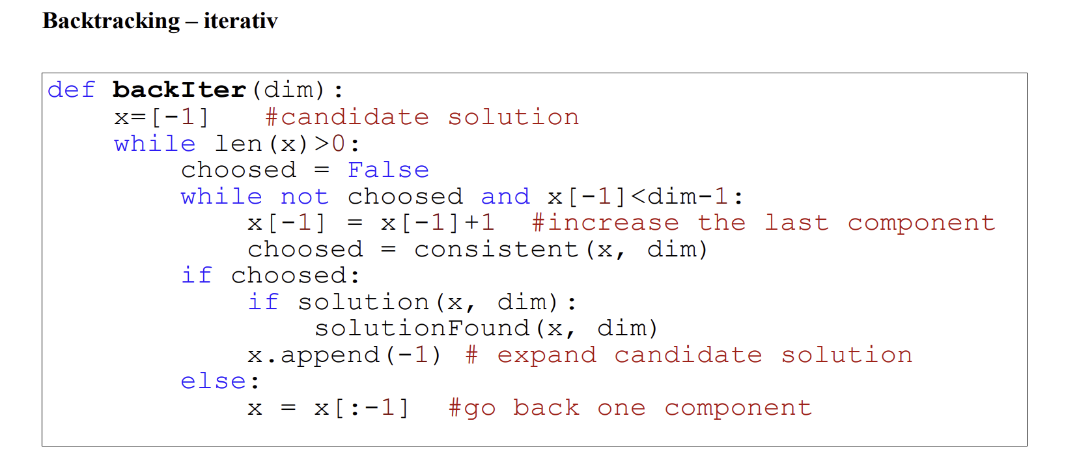 Backtracking – iterativ
def backIter(dim):
    x=[-1]    #candidate solution
    while len(x)>0:
        choosed = False
        while not choosed and x[-1]<dim-1:
            x[-1] = x[-1]+1  #increase the last component
            choosed = consistent(x, dim)
        if choosed:
            if solution(x, dim):
                solutionFound(x, dim)
            x.append(-1) # expand candidate solution
        else:
            x = x[:-1]  #go back one component